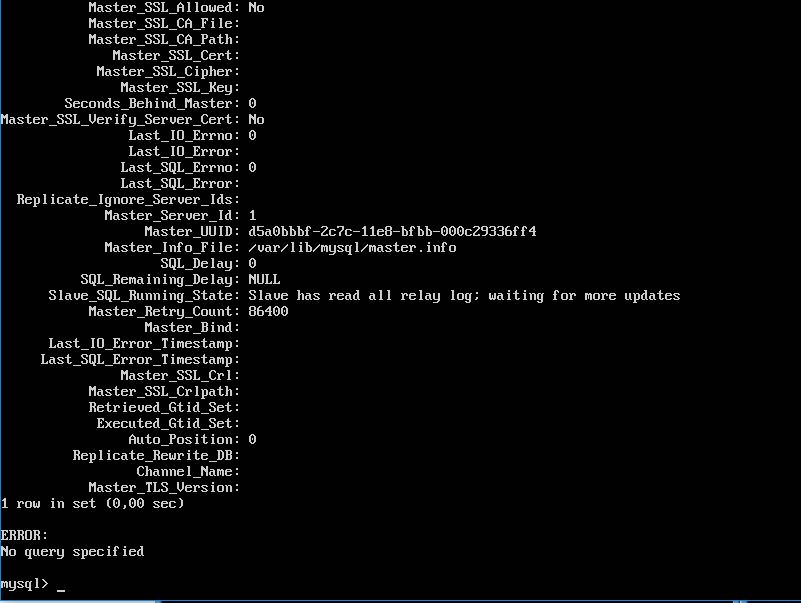 Master_SSL_Allowed: No
Master_SSL_CA_File:
Master_SSL_CA_Path:
Master_SSL_Cert:
Master_SSL_Cipher:
Master_SSL_Key:
Seconds_Behind_Master: 0
Master_SSL_Verify_Server_Cert: No
Last_IO_Errno: 0
Last_IO_Error:
Last_SQL_Errno: 0
Last_SQL_Error:
Replicate_Ignore_Server_Ids:
Master_Server_Id: 1
Master_UUID: d5a0bbbf-2c7c-11e8-bfbb-000c29336ff4
Master_Info_File: /var/lib/mysql/master.info
SQL_Delay: 0
SQL_Remaining_Delay: NULL
Slave_SQL_Running_State: Slave has read all relay log; waiting for more updates
Master_Retry_Count: 86400
Master_Bind:
Last_IO_Error_Timestamp:
Last_SQL_Error_Timestamp:
Master_SSL_Crl:
Master_SSL_Crlpath:
Retrieved_Gtid_Set:
Executed_Gtid_Set:
Auto_Position: 0
Replicate_Rewrite_DB:
Channel_Name:
Master_TLS_Version:
1 row in set (0,00 sec)
ERROR:
No query specified
mysql> _